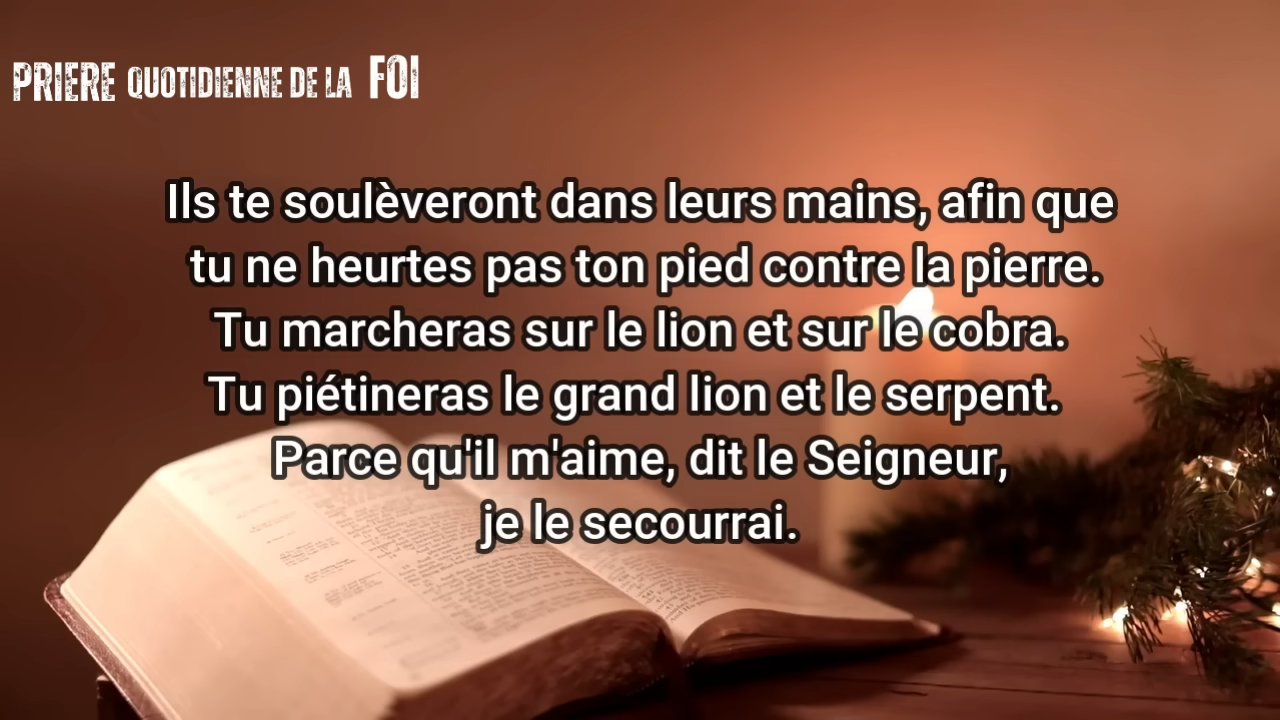 PRIERE QUOTIDIENNE DE LA FOI
Ils te soulèveront dans leurs mains, afin que
tu ne heurtes pas ton pied contre la pierre.
Tu marcheras sur le lion et sur le cobra.
Tu piétineras le grand lion et le serpent.
Parce qu'il m'aime, dit le Seigneur,
je le secourrai.